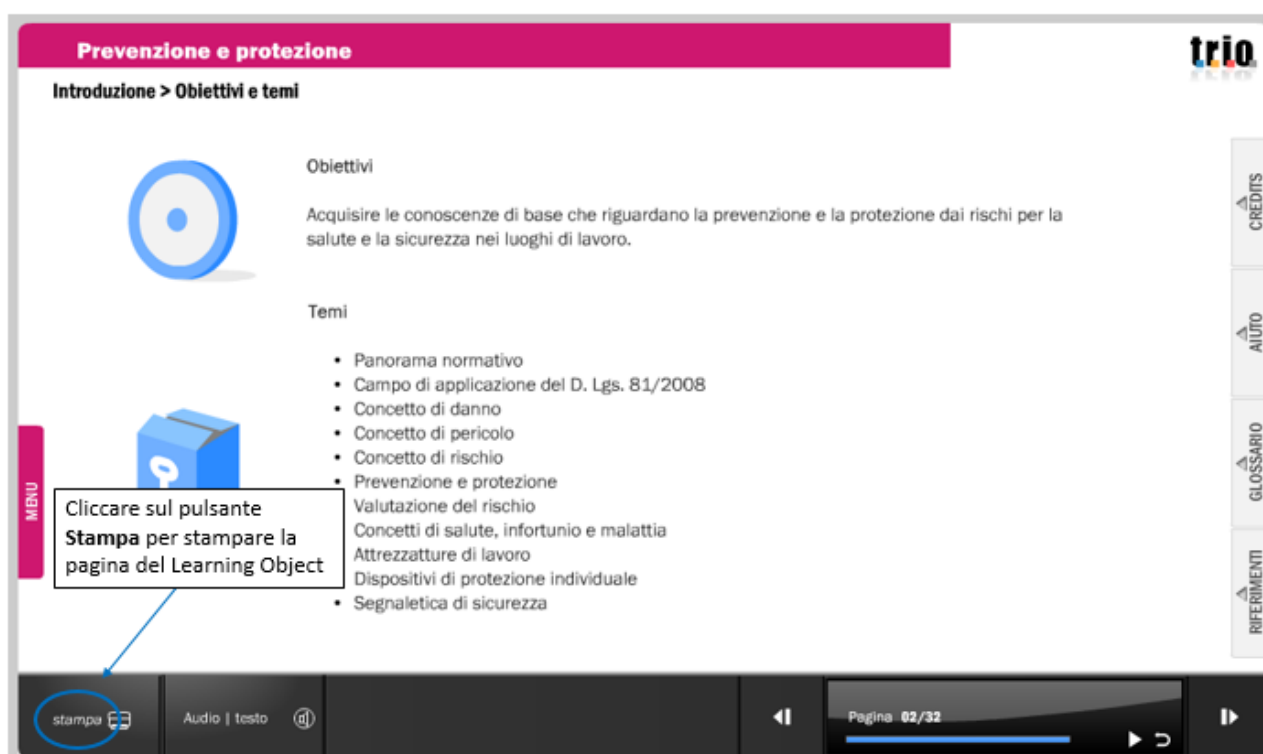 Prevenzione e protezione
trio
Introduzione > Obiettivi e temi
Obiettivi
Acquisire le conoscenze di base che riguardano la prevenzione e la protezione dai rischi per la
salute e la sicurezza nei luoghi di lavoro.
Temi
• Panorama normativo
• Campo di applicazione del D. Lgs. 81/2008
• Concetto di danno
• Concetto di pericolo
• Concetto di rischio
• Prevenzione e protezione
Valutazione del rischio
Concetti di salute, infortunio e malattia
Attrezzature di lavoro
Dispositivi di protezione individuale
• Segnaletica di sicurezza
MENU
Cliccare sul pulsante
Stampa per stampare la
pagina del Learning Object
CREDITS
AIUTO
GLOSSARIO
RIFERIMENTI
stampa
Audio | testo
Pagina 02/32